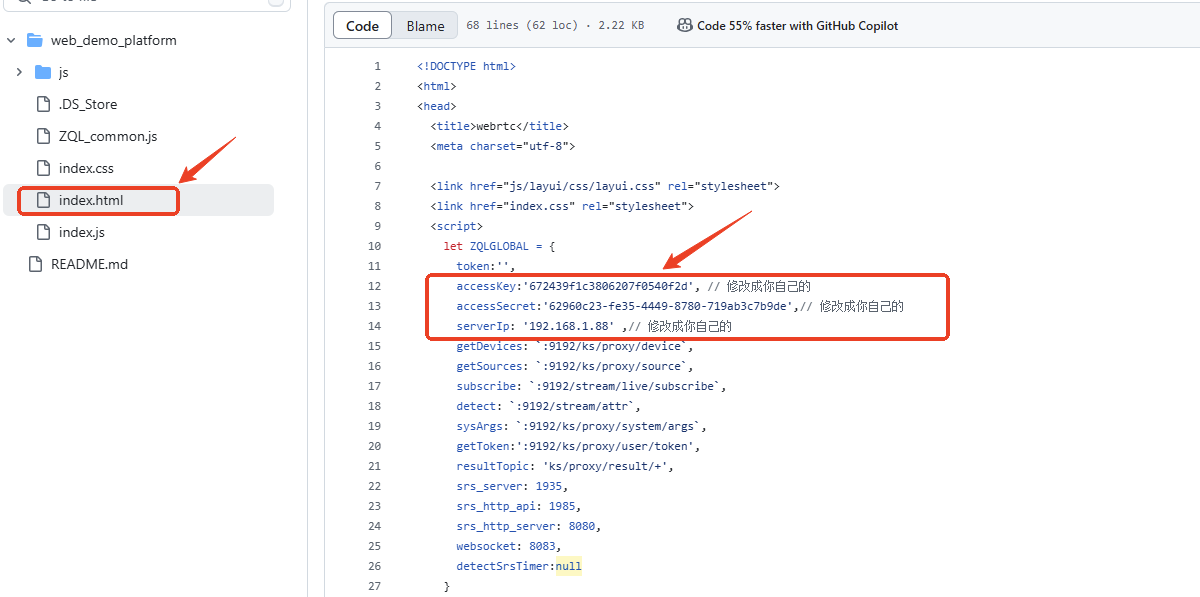 web_demo_platform
js
.DS_Store
ZQL_common.js
index.css
index.html
index.js
README.md
Code Blame 68 lines (62 loc) · 2.22 KB Code 55% faster with GitHub Copilot
1 <!DOCTYPE html>
2 <html>
3 <head>
4 <title>webrtc</title>
5 <meta charset="utf-8">
6
7 <link href="js/layui/css/layui.css" rel="stylesheet">
8 <link href="index.css" rel="stylesheet">
9 <script>
10 let ZQLGLOBAL = {
11 token:'',
12 accessKey:'672439f1c3806207f0540f2d', // 修改成你自己的
13 accessSecret:'62960c23-fe35-4449-8780-719ab3c7b9de',// 修改成你自己的
14 serverIp: '192.168.1.88' ,// 修改成你自己的
15 getDevices: `:9192/ks/proxy/device`,
16 getSources: `:9192/ks/proxy/source`,
17 subscribe: `:9192/stream/live/subscribe`,
18 detect: `:9192/stream/attr`,
19 sysArgs: `:9192/ks/proxy/system/args`,
20 getToken:':9192/ks/proxy/user/token',
21 resultTopic: 'ks/proxy/result/+',
22 srs_server: 1935,
23 srs_http_api: 1985,
24 srs_http_server: 8080,
25 websocket: 8083,
26 detectSrsTimer:null
27 }